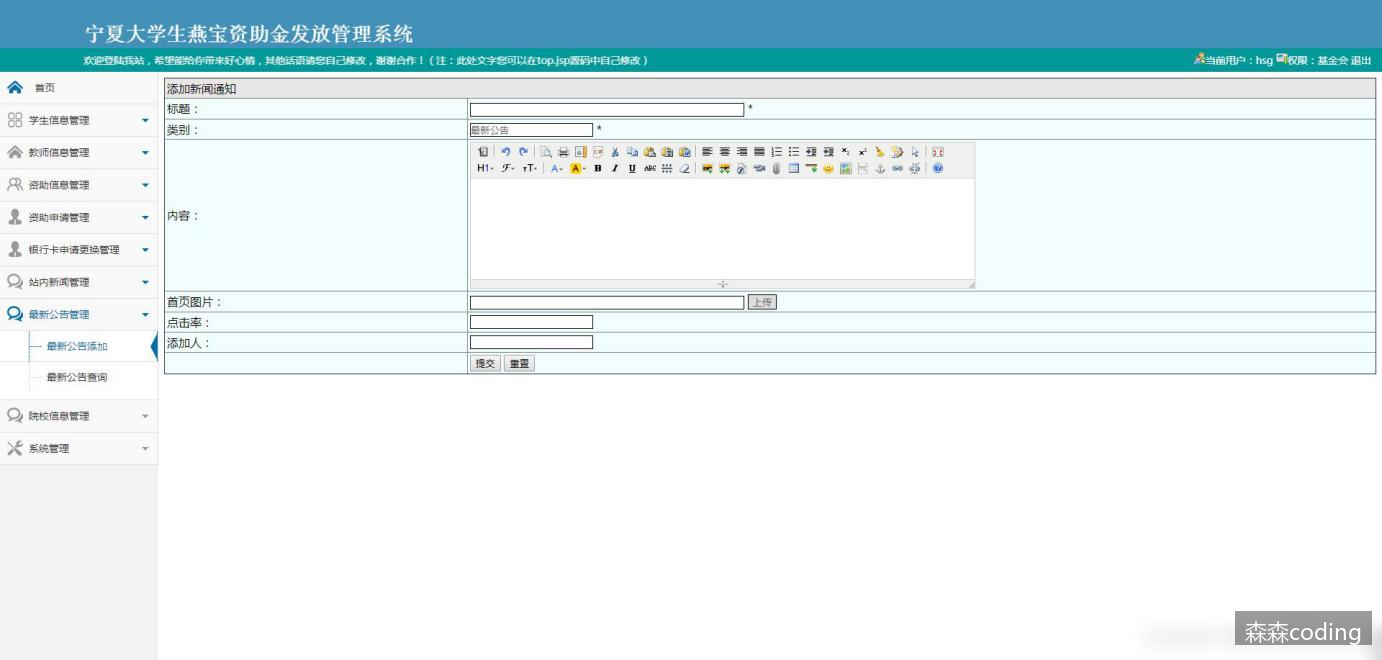 宁夏大学生燕宝资助金发放管理系统
欢迎登陆我站，希望能给你带来好心情，其他话语请您自己修改，谢谢合作！（注：此处文字您可以在top.jsp源码中自己修改）
当前用户：hsg 权限：基金会 退出
首页
学生信息管理
教师信息管理
资助信息管理
资助申请管理
银行卡申请更换管理
站内新闻管理
最新公告管理
最新公告添加
最新公告查询
院校信息管理
系统管理
添加新闻通知
标题： *
类别： 最新公告 *
内容：
H1 F TT A A B I U ABC
首页图片： 上传
点击率：
添加人：
提交 重置
森森coding